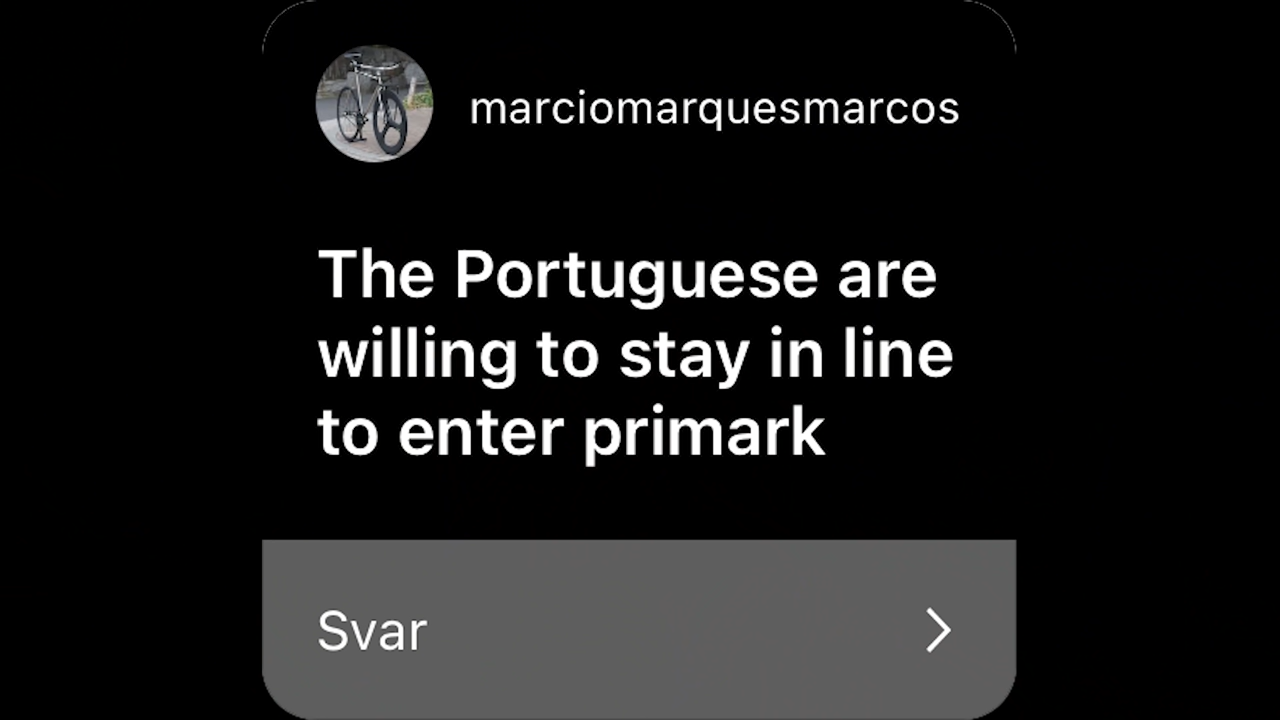 marciomarquesmarcos
The Portuguese are
willing to stay in line
to enter primark
Svar